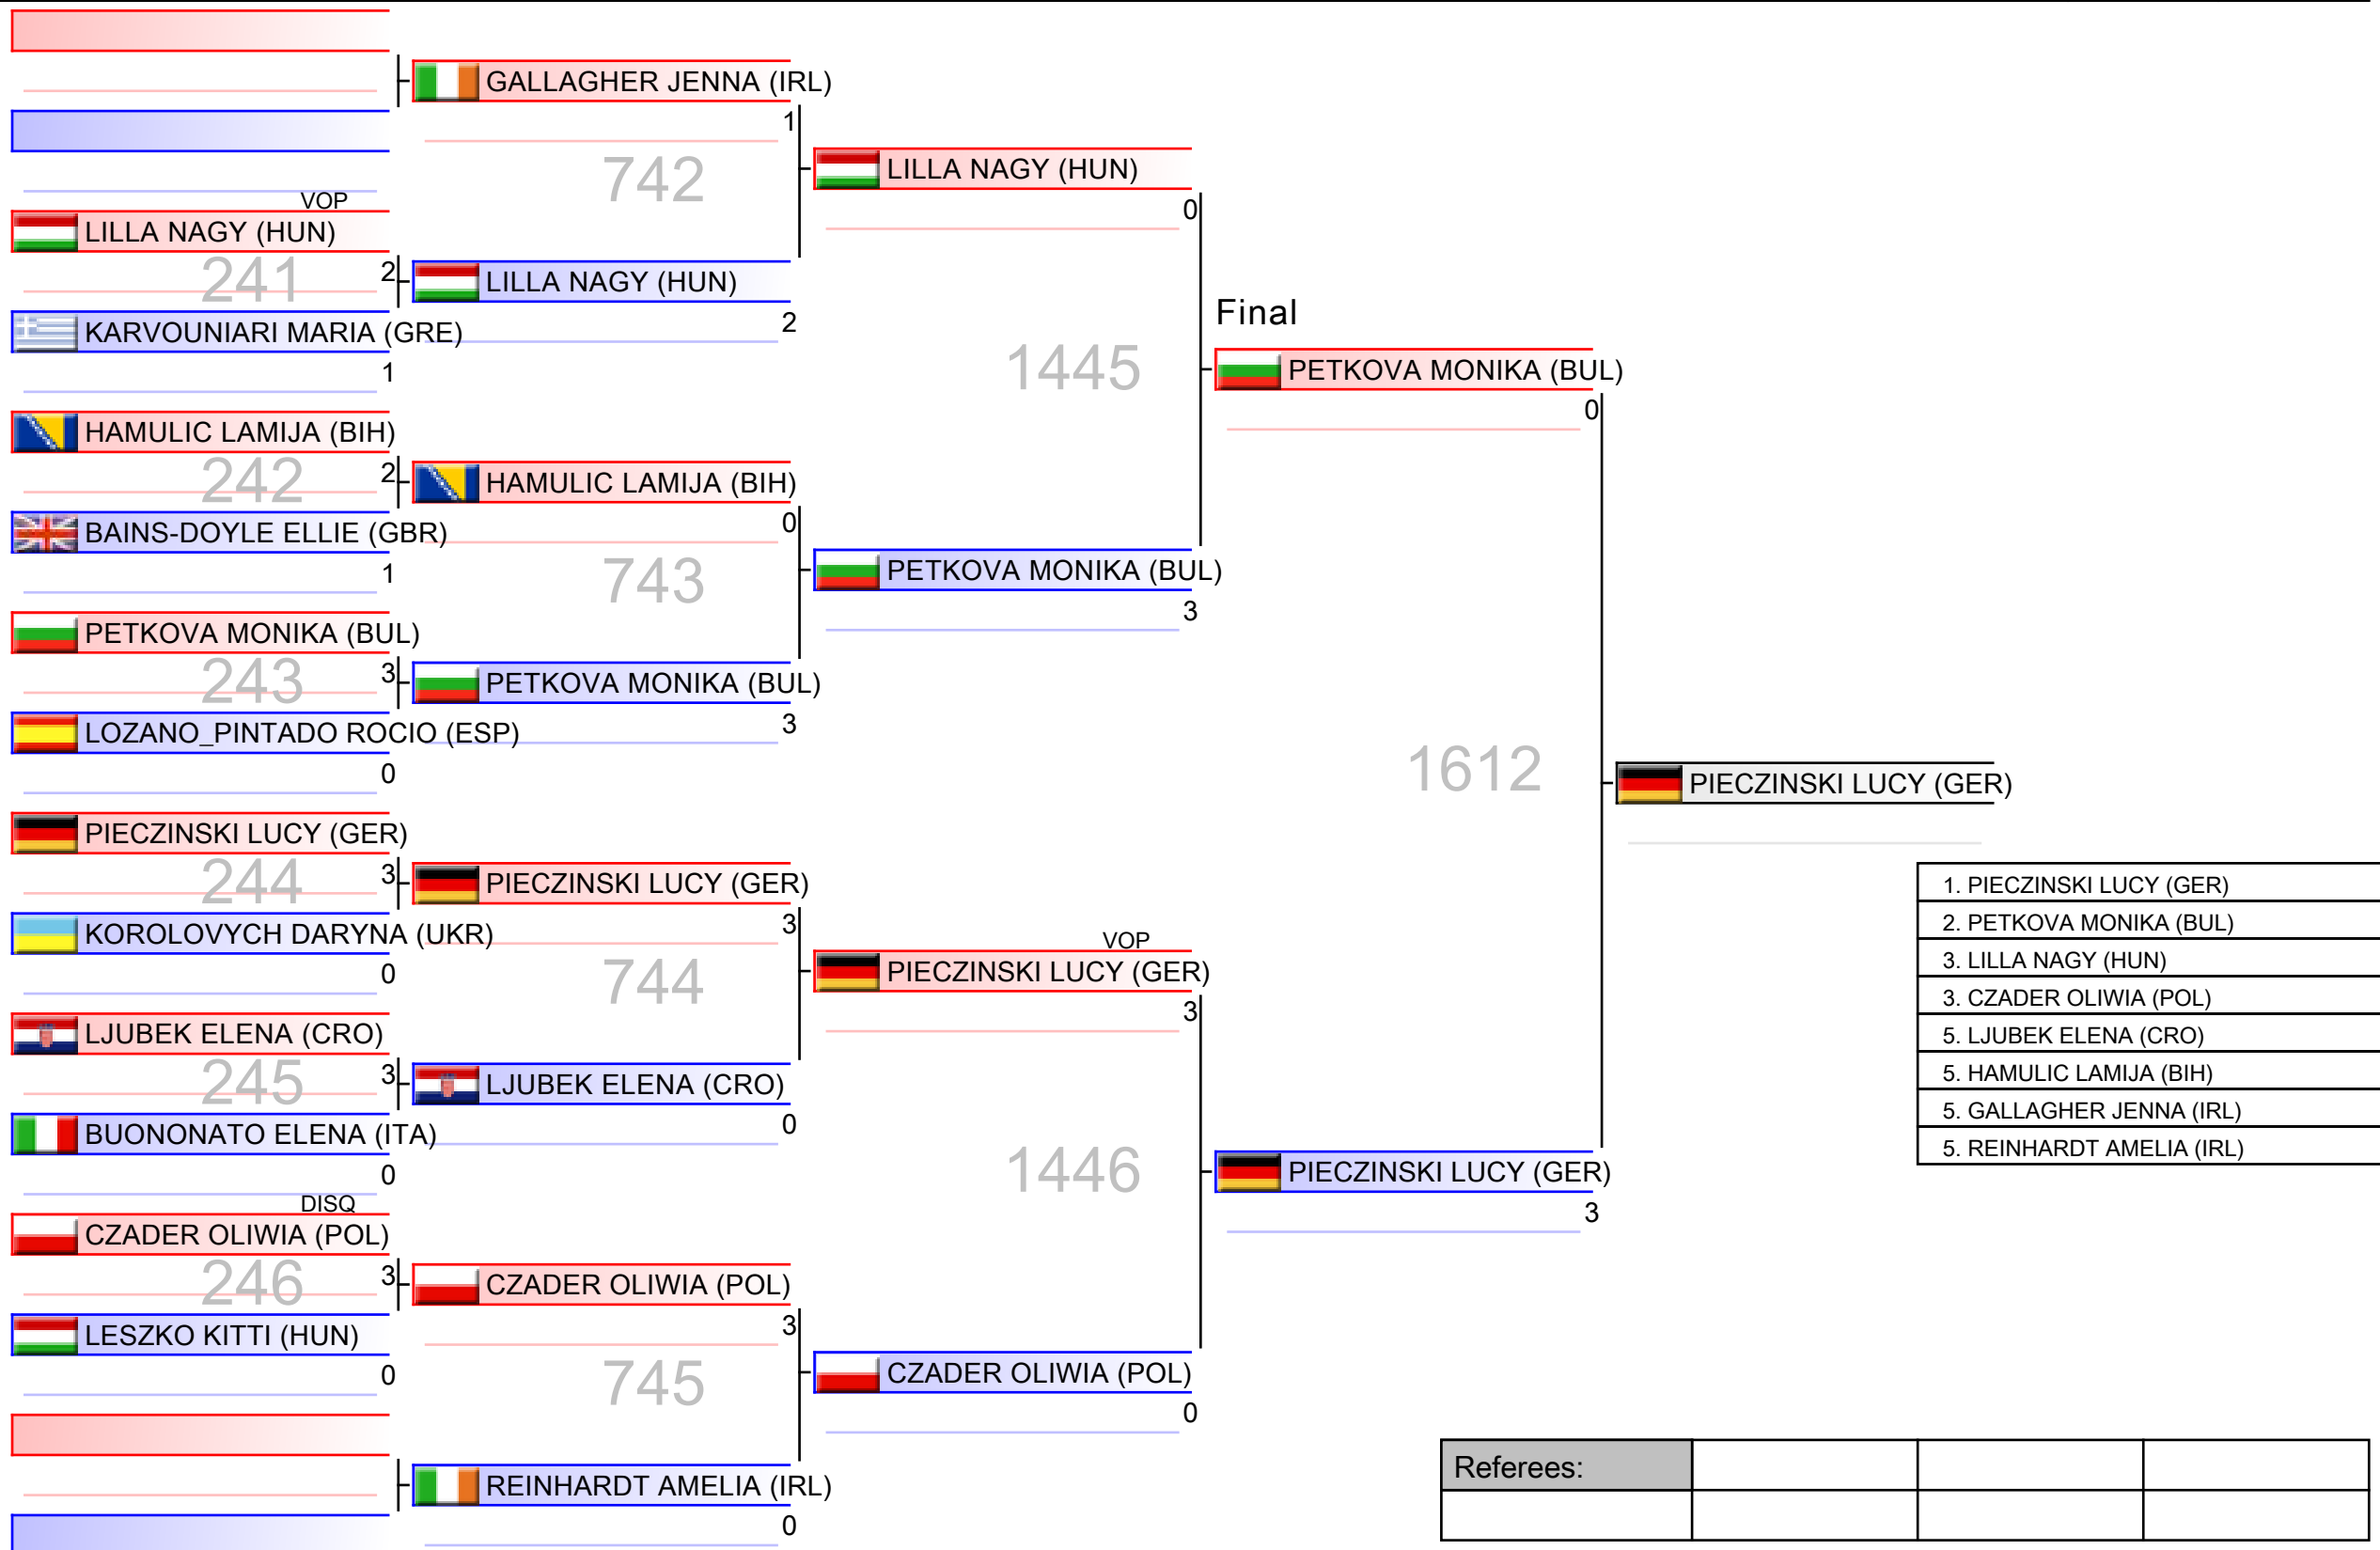 GALLAGHER JENNA (IRL)
1
742
LILLA NAGY (HUN)
0
VOP
LILLA NAGY (HUN)
241
2
LILLA NAGY (HUN)
2
KARVOUNIARI MARIA (GRE)
1
Final
1445
PETKOVA MONIKA (BUL)
0
HAMULIC LAMIJA (BIH)
242
2
HAMULIC LAMIJA (BIH)
0
BAINS-DOYLE ELLIE (GBR)
1
743
PETKOVA MONIKA (BUL)
3
PETKOVA MONIKA (BUL)
243
3
PETKOVA MONIKA (BUL)
3
LOZANO_PINTADO ROCIO (ESP)
0
1612
PIECZINSKI LUCY (GER)
PIECZINSKI LUCY (GER)
244
3
PIECZINSKI LUCY (GER)
3
KOROLOVYCH DARYNA (UKR)
0
744
VOP
PIECZINSKI LUCY (GER)
3
LJUBEK ELENA (CRO)
245
3
LJUBEK ELENA (CRO)
0
BUONONATO ELENA (ITA)
0
1446
PIECZINSKI LUCY (GER)
3
1. PIECZINSKI LUCY (GER)
2. PETKOVA MONIKA (BUL)
3. LILLA NAGY (HUN)
3. CZADER OLIWIA (POL)
5. LJUBEK ELENA (CRO)
5. HAMULIC LAMIJA (BIH)
5. GALLAGHER JENNA (IRL)
5. REINHARDT AMELIA (IRL)
DISQ
CZADER OLIWIA (POL)
246
3
CZADER OLIWIA (POL)
3
LESZKO KITTI (HUN)
0
745
CZADER OLIWIA (POL)
0
REINHARDT AMELIA (IRL)
0
Referees: